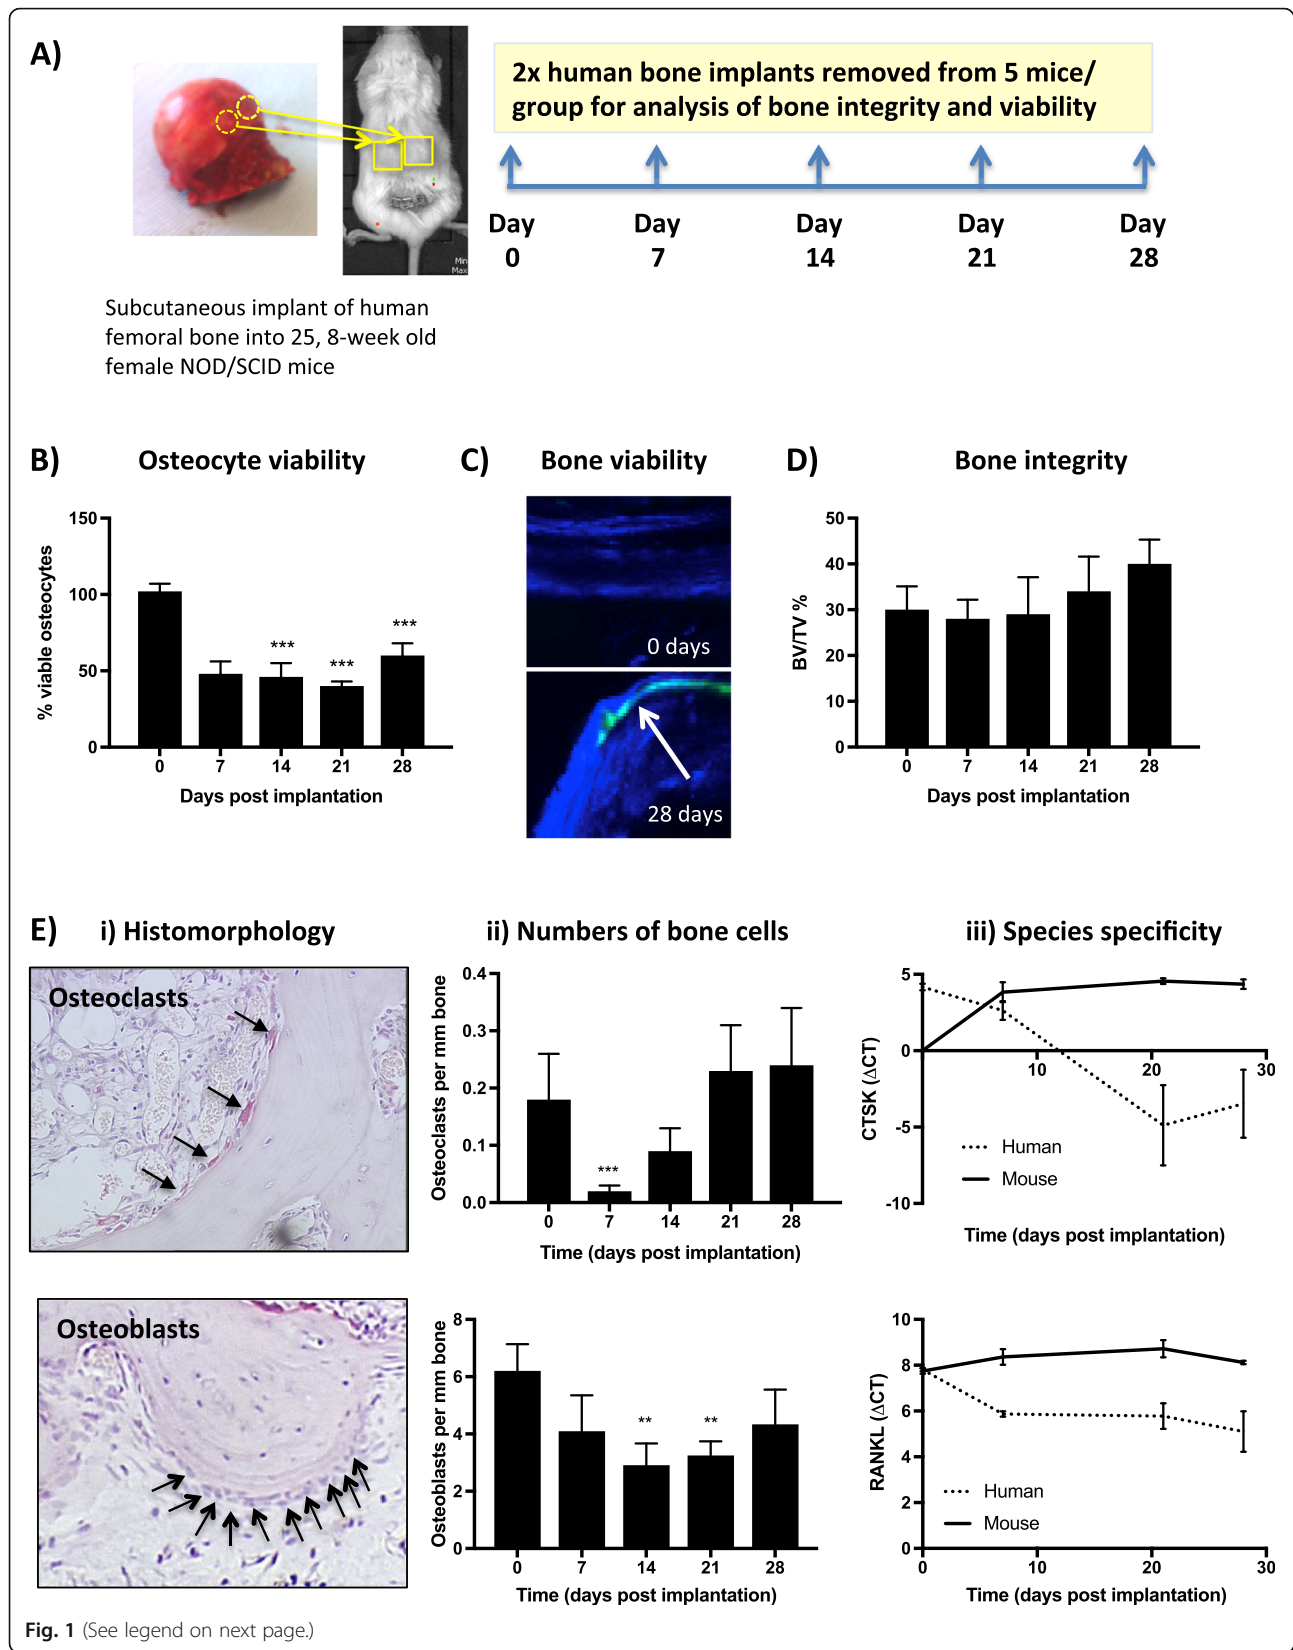 A)
2x human bone implants removed from 5 mice/
group for analysis of bone integrity and viability
Min
Max
Day Day Day Day Day
0 7 14 21 28
Subcutaneous implant of human
femoral bone into 25, 8-week old
female NOD/SCID mice
B) Osteocyte viability
% viable osteocytes
150
100
50
0
*** *** ***
0 7 14 21 28
Days post implantation
C) Bone viability
0 days
28 days
D) Bone integrity
BV/TV %
50
40
30
20
10
0
0 7 14 21 28
Days post implantation
E) i) Histomorphology
Osteoclasts
Osteoblasts
ii) Numbers of bone cells
Osteoclasts per mm bone
0.4
0.3
0.2
0.1
0.0
***
0 7 14 21 28
Time (days post implantation)
Osteoblasts per mm bone
8
6
4
2
0
** **
0 7 14 21 28
Time (days post implantation)
iii) Species specificity
CTSK (ΔCT)
5
0
-5
-10
10 20 30
Human
Mouse
Time (days post implantation)
RANKL (ΔCT)
10
8
6
4
2
0
Human
Mouse
0 10 20 30
Time (days post implantation)
Fig. 1 (See legend on next page.)